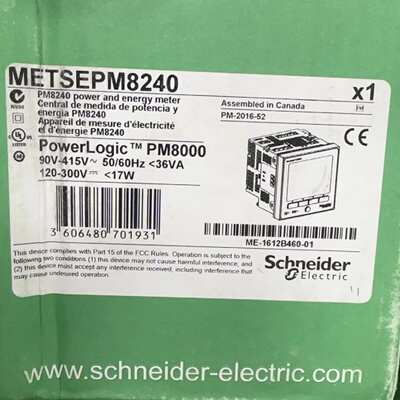 METSEPM8240
x1
PM8240 power and energy meter
Central de medida de potencia y
energía PM8240
Appareil de mesure d'électricité
et d'énergie PM8240
Assembled in Canada
PM-2016-52
PowerLogic™ PM8000
90V-415V~ 50/60Hz <36VA
120-300V⎓ <17W
N998
UL
LISTED
CE
3 606480 701931
ME-1612B460-01
This device complies with Part 15 of the FCC Rules. Operation is subject to the
following two conditions (1) this device may not cause harmful interference, and
(2) this device must accept any interference received, including interference that
may cause undesired operation.
Schneider
Electric
www.schneider-electric.com